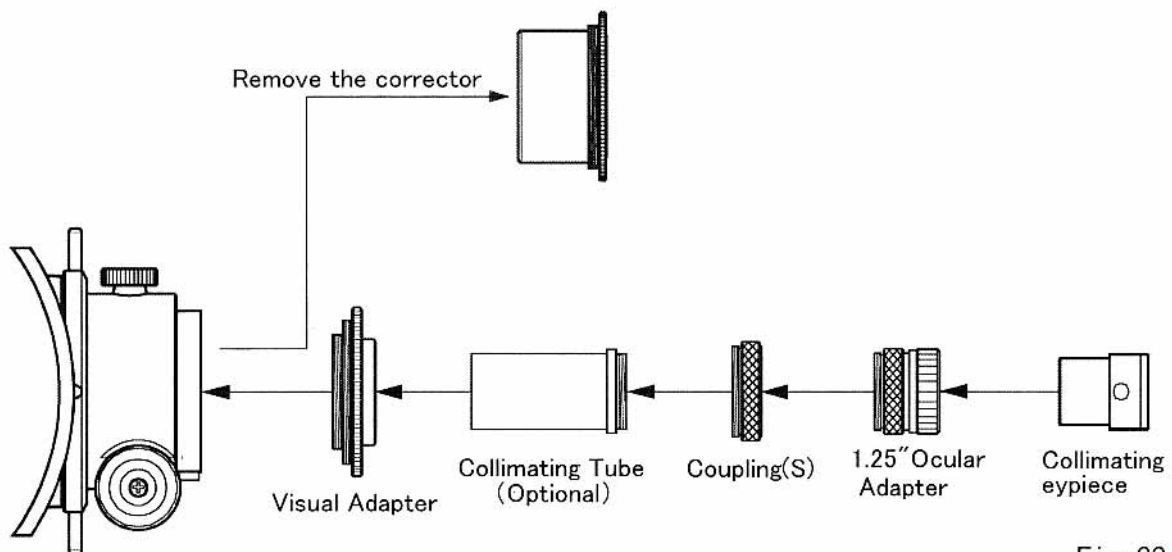 Remove the corrector
Visual Adapter
Collimating Tube
(Optional)
Coupling(S)
1.25″Ocular
Adapter
Collimating
eypiece